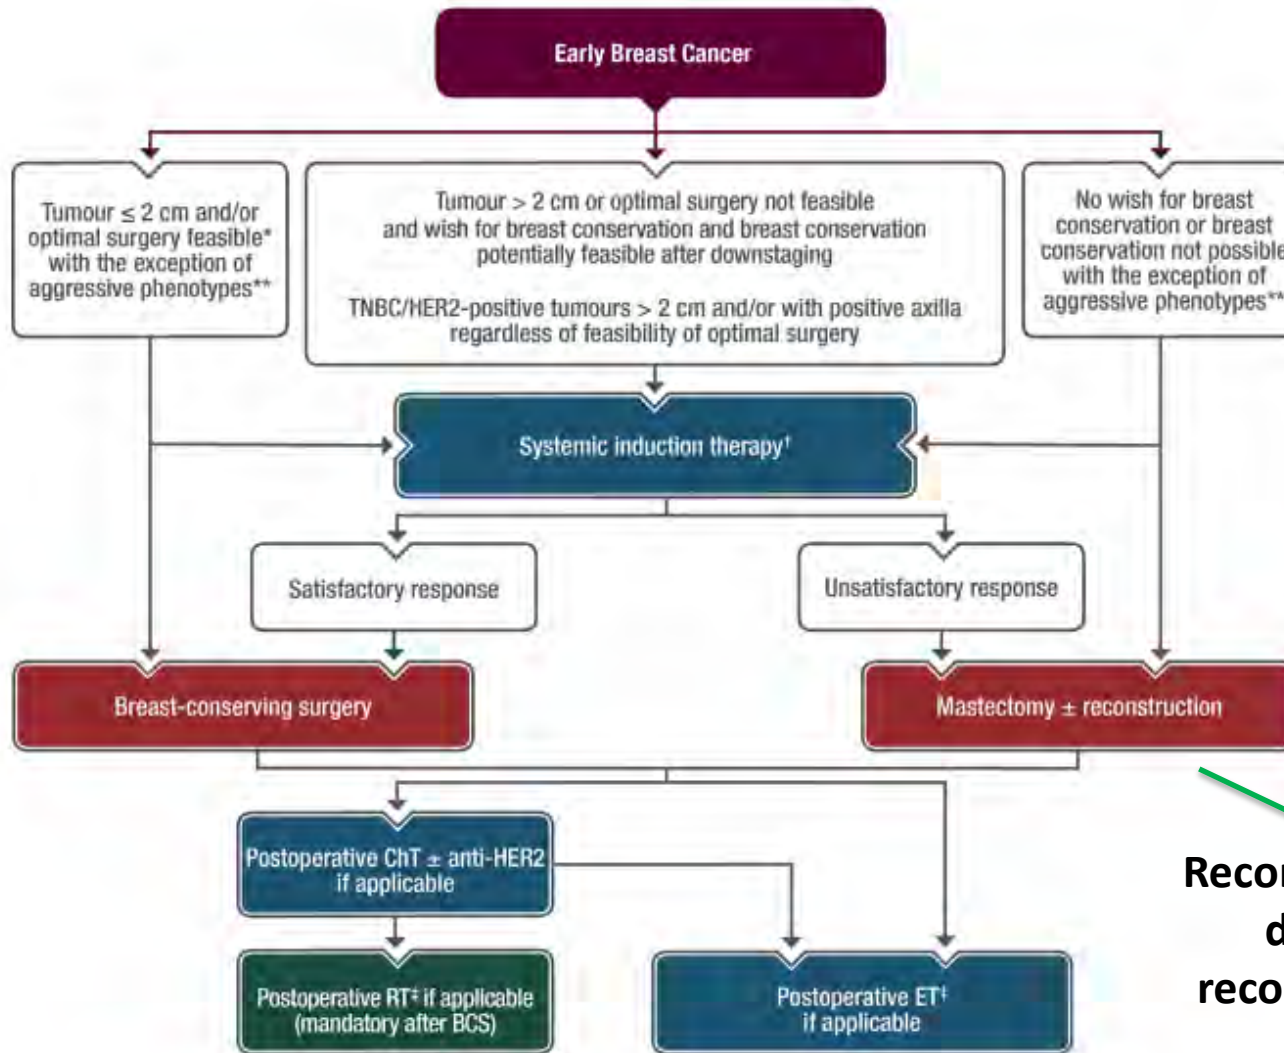 Early Breast Cancer
Tumour ≤ 2 cm and/or
optimal surgery feasible*
with the exception of
aggressive phenotypes**
Tumour > 2 cm or optimal surgery not feasible
and wish for breast conservation and breast conservation
potentially feasible after downstaging
TNBC/HER2-positive tumours > 2 cm and/or with positive axilla
regardless of feasibility of optimal surgery
No wish for breast
conservation or breast
conservation not possible
with the exception of
aggressive phenotypes**
Systemic induction therapy†
Satisfactory response
Unsatisfactory response
Breast-conserving surgery
Mastectomy ± reconstruction
Postoperative ChT ± anti-HER2
if applicable
Postoperative RT‡ if applicable
(mandatory after BCS)
Postoperative ET‡
if applicable